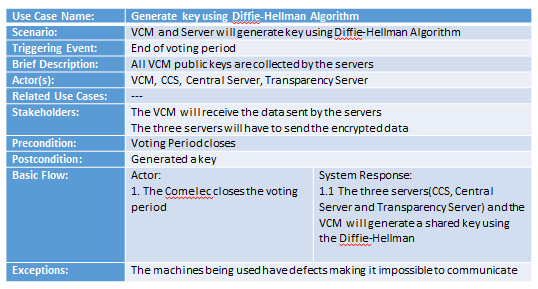 Use Case Name: Generate key using Diffie-Hellman Algorithm
Scenario: VCM and Server will generate key using Diffie-Hellman Algorithm
Triggering Event: End of voting period
Brief Description: All VCM public keys are collected by the servers
Actor(s): VCM, CCS, Central Server, Transparency Server
Related Use Cases: ---
Stakeholders: The VCM will receive the data sent by the servers
The three servers will have to send the encrypted data
Precondition: Voting Period closes
Postcondition: Generated a key
Basic Flow: Actor:
1. The Comelec closes the voting
period
System Response:
1.1 The three servers(CCS, Central
Server and Transparency Server) and the
VCM will generate a shared key using
the Diffie-Hellman
Exceptions: The machines being used have defects making it impossible to communicate